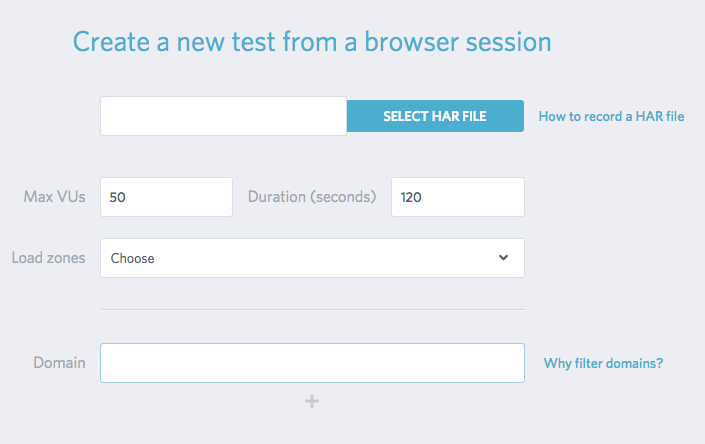 Create a new test from a browser session
SELECT HAR FILE How to record a HAR file
Max VUs 50 Duration (seconds) 120
Load zones Choose
Domain Why filter domains?
+